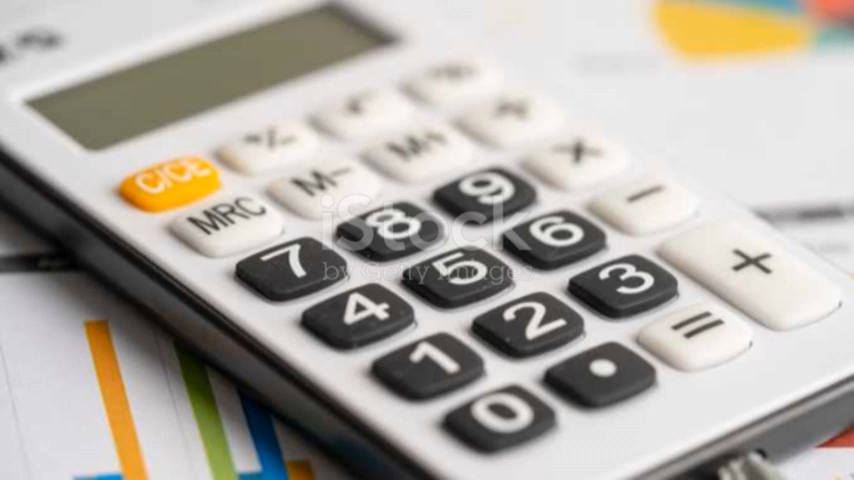 %
C/CE
MRC M− M+
7 8 9 ×
4 5 6 −
1 2 3 +
0 . =
iStock
by Getty Images